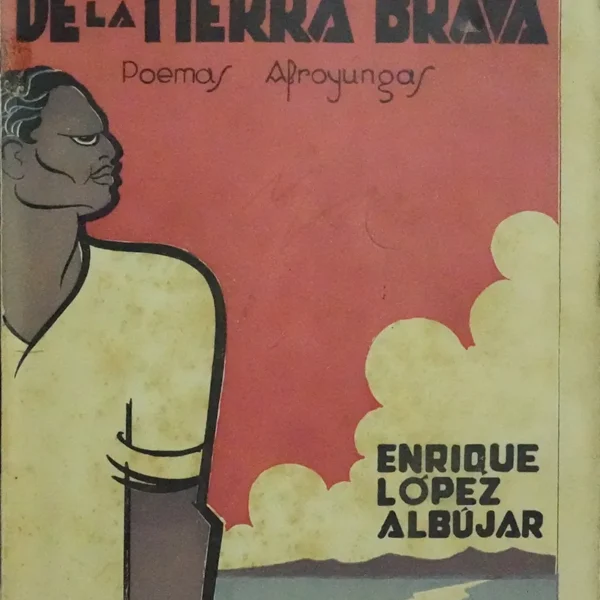 DE LA TIERRA BRAVA
Poemas Afroyungas
ENRIQUE
LÓPEZ
ALBÚJAR